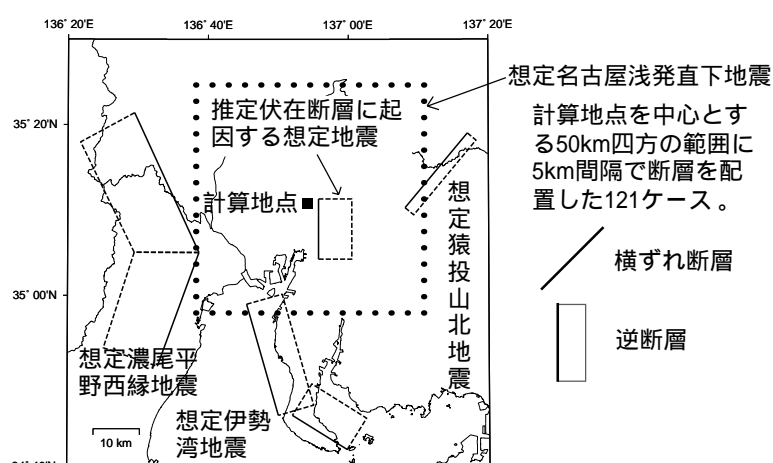 136° 20'
136° 40'
137° 00'
137° 20'
想定名古屋浅発直下地震
推定伏在断層に起
因する想定地震
計算地点を中心とす
る50km四方の範囲に
5km間隔で断層を配
置した121ケース。
35° 20'
計算地点
想定猿投山北地震
横ずれ断層
35° 00'
逆断層
想定濃尾平
野西縁地震
想定伊勢
湾地震
10 km